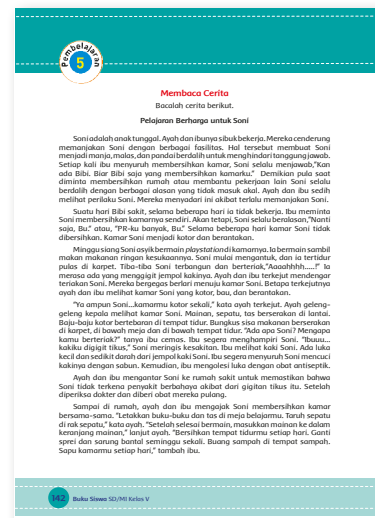 Pembelajaran
5
Membaca Cerita
Bacalah cerita berikut.
Pelajaran Berharga untuk Soni
Soni adalah anak tunggal. Ayah dan ibunya sibuk bekerja. Mereka cenderung
memanjakan Soni dengan berbagai fasilitas. Hal tersebut membuat Soni
menjadi manja, malas, dan pandai berdalih untuk menghindari tanggung jawab.
Setiap kali ibu menyuruh membersihkan kamar, Soni selalu menjawab,"Kan
ada Bibi. Biar Bibi saja yang membersihkan kamarku." Demikian pula saat
diminta membersihkan rumah atau membantu pekerjaan lain Soni selalu
berdalih dengan berbagai alasan yang tidak masuk akal. Ayah dan ibu sedih
melihat perilaku Soni. Mereka menyadari ini akibat terlalu memanjakan Soni.
Suatu hari Bibi sakit, selama beberapa hari ia tidak bekerja. Ibu meminta
Soni membersihkan kamarnya sendiri. Akan tetapi, Soni selalu beralasan,"Nanti
saja, Bu." atau, "PR-ku banyak, Bu." Selama beberapa hari kamar Soni tidak
dibersihkan. Kamar Soni menjadi kotor dan berantakan.
Minggu siang Soni asyik bermain playstation di kamarnya. Ia bermain sambil
makan makanan ringan kesukaannya. Soni mulai mengantuk, dan ia tertidur
pulas di karpet. Tiba-tiba Soni terbangun dan berteriak,"Aaaahhhh.....!" Ia
merasa ada yang menggigit jempol kakinya. Ayah dan ibu terkejut mendengar
teriakan Soni. Mereka bergegas berlari menuju kamar Soni. Betapa terkejutnya
ayah dan ibu melihat kamar Soni yang kotor, bau, dan berantakan.
"Ya ampun Soni...kamarmu kotor sekali," kata ayah terkejut. Ayah geleng-
geleng kepala melihat kamar Soni. Mainan, sepatu, tas berserakan di lantai.
Baju-baju kotor bertebaran di tempat tidur. Bungkus sisa makanan berserakan
di karpet, di bawah meja dan di bawah tempat tidur. "Ada apa Soni? Mengapa
kamu berteriak?" tanya ibu cemas. Ibu segera menghampiri Soni. "Ibuuu...
kakiku digigit tikus," Soni meringis kesakitan. Ibu melihat kaki Soni. Ada luka
kecil dan sedikit darah dari jempol kaki Soni. Ibu segera menyuruh Soni mencuci
kakinya dengan sabun. Kemudian, ibu mengolesi luka dengan obat antiseptik.
Ayah dan ibu mengantar Soni ke rumah sakit untuk memastikan bahwa
Soni tidak terkena penyakit berbahaya akibat dari gigitan tikus itu. Setelah
diperiksa dokter dan diberi obat mereka pulang.
Sampai di rumah, ayah dan ibu mengajak Soni membersihkan kamar
bersama-sama. "Letakkan buku-buku dan tas di meja belajarmu. Taruh sepatu
di rak sepatu," kata ayah. "Setelah selesai bermain, masukkan mainan ke dalam
keranjang mainan," lanjut ayah. "Bersihkan tempat tidurmu setiap hari. Ganti
sprei dan sarung bantal seminggu sekali. Buang sampah di tempat sampah.
Sapu kamarmu setiap hari," tambah ibu.
142 Buku Siswa SD/MI Kelas V